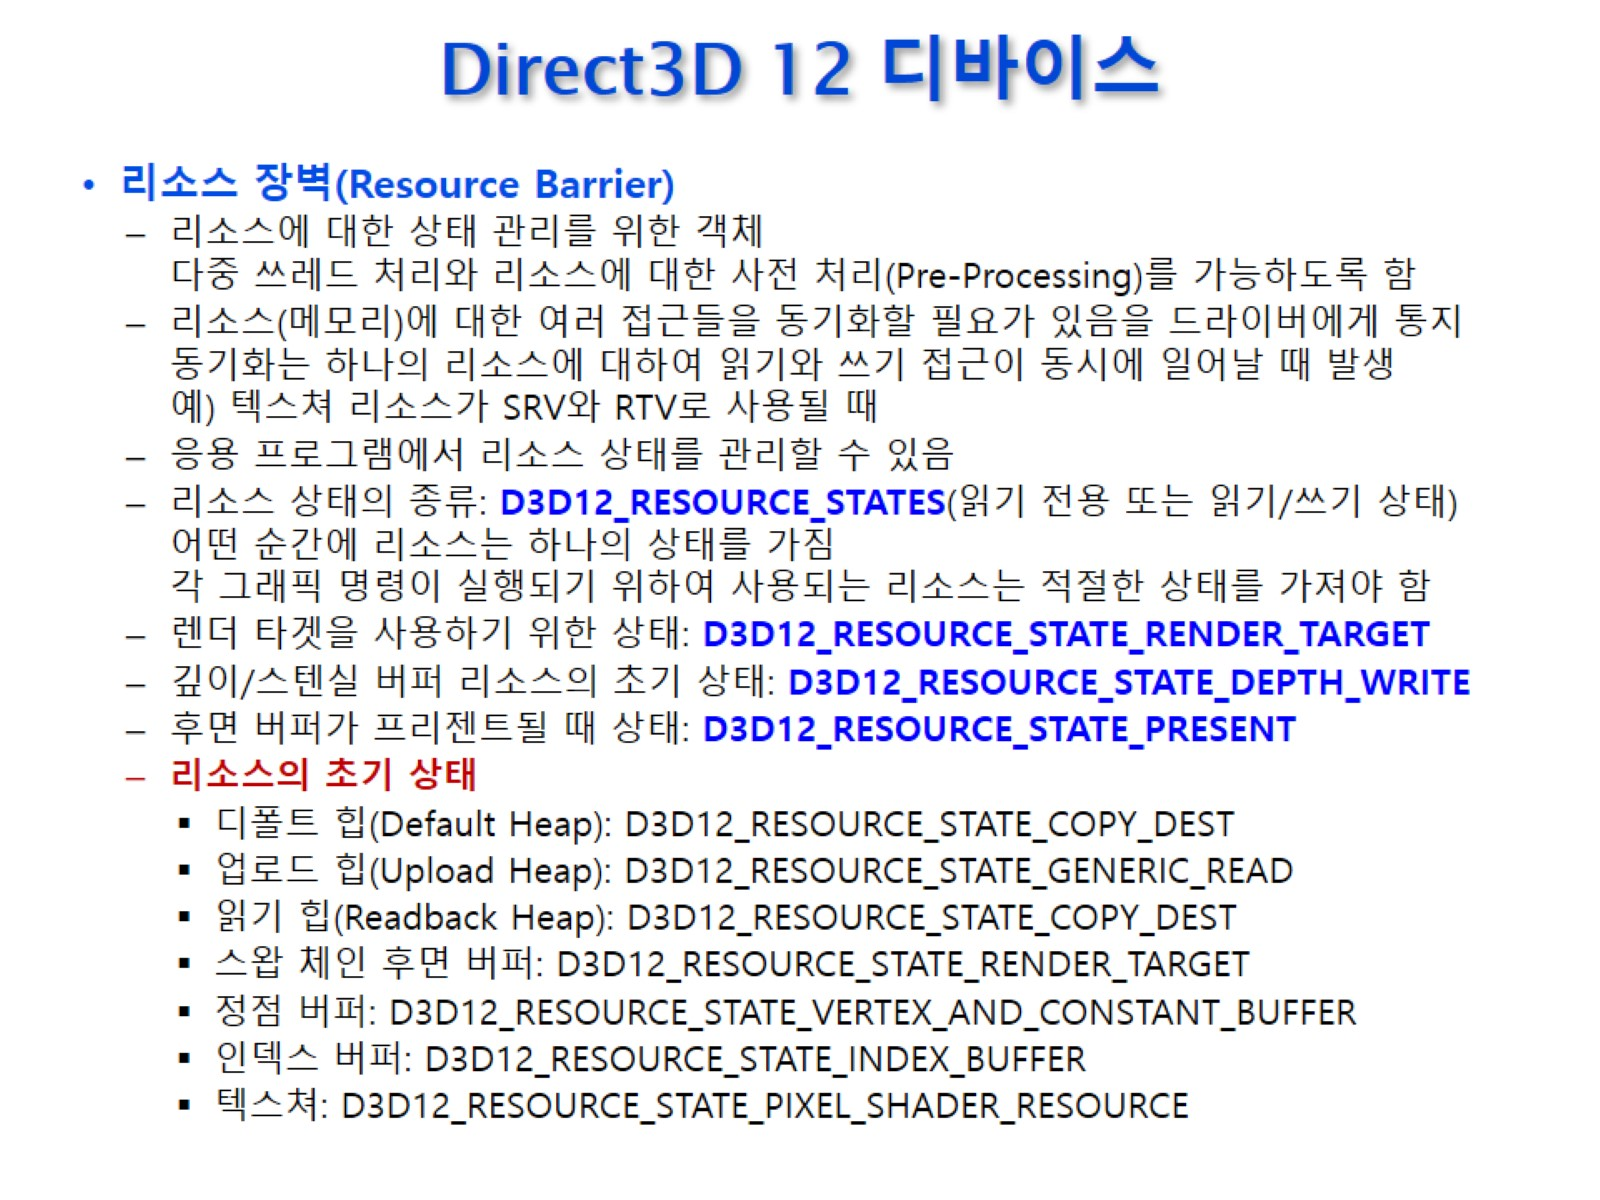 Direct3D 12 디바이스
• 리소스 장벽(Resource Barrier)
– 리소스에 대한 상태 관리를 위한 객체
다중 쓰레드 처리와 리소스에 대한 사전 처리(Pre-Processing)를 가능하도록 함
– 리소스(메모리)에 대한 여러 접근들을 동기화할 필요가 있음을 드라이버에게 통지
동기화는 하나의 리소스에 대하여 읽기와 쓰기 접근이 동시에 일어날 때 발생
예) 텍스쳐 리소스가 SRV와 RTV로 사용될 때
– 응용 프로그램에서 리소스 상태를 관리할 수 있음
– 리소스 상태의 종류: D3D12_RESOURCE_STATES(읽기 전용 또는 읽기/쓰기 상태)
어떤 순간에 리소스는 하나의 상태를 가짐
각 그래픽 명령이 실행되기 위하여 사용되는 리소스는 적절한 상태를 가져야 함
– 렌더 타겟을 사용하기 위한 상태: D3D12_RESOURCE_STATE_RENDER_TARGET
– 깊이/스텐실 버퍼 리소스의 초기 상태: D3D12_RESOURCE_STATE_DEPTH_WRITE
– 후면 버퍼가 프리젠트될 때 상태: D3D12_RESOURCE_STATE_PRESENT
– 리소스의 초기 상태
▪ 디폴트 힙(Default Heap): D3D12_RESOURCE_STATE_COPY_DEST
▪ 업로드 힙(Upload Heap): D3D12_RESOURCE_STATE_GENERIC_READ
▪ 읽기 힙(Readback Heap): D3D12_RESOURCE_STATE_COPY_DEST
▪ 스왑 체인 후면 버퍼: D3D12_RESOURCE_STATE_RENDER_TARGET
▪ 정점 버퍼: D3D12_RESOURCE_STATE_VERTEX_AND_CONSTANT_BUFFER
▪ 인덱스 버퍼: D3D12_RESOURCE_STATE_INDEX_BUFFER
▪ 텍스쳐: D3D12_RESOURCE_STATE_PIXEL_SHADER_RESOURCE